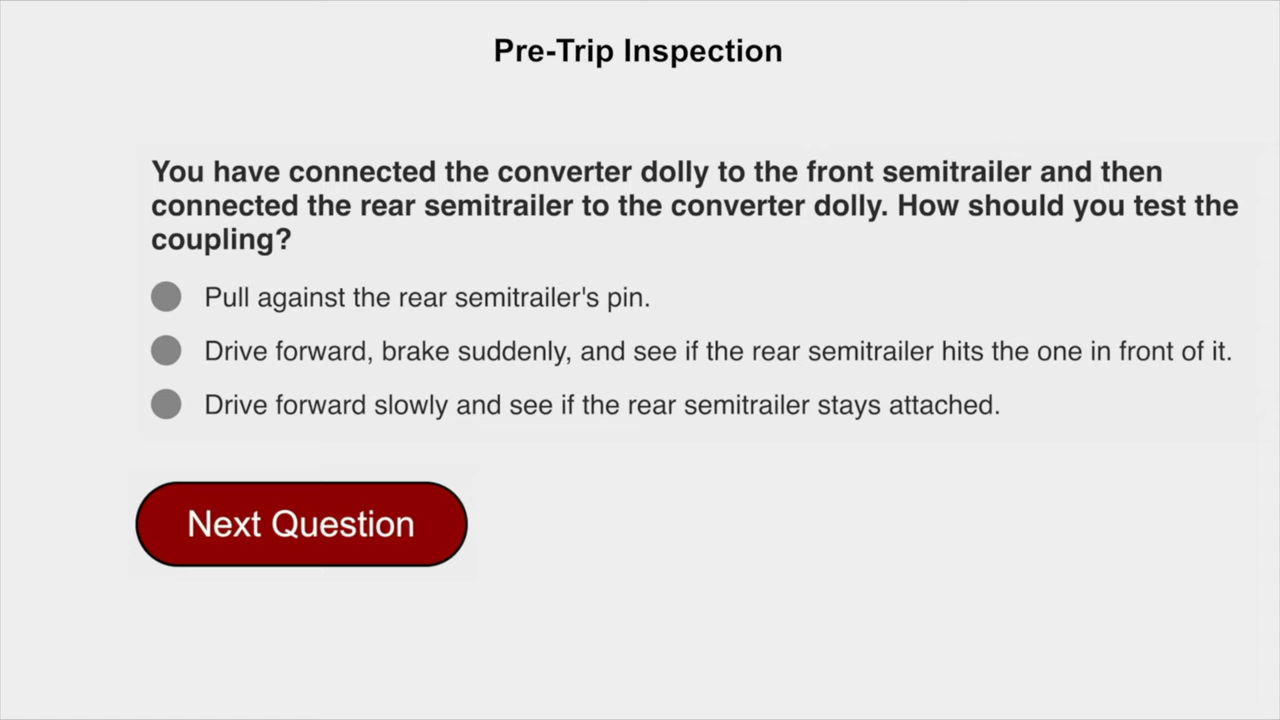 Pre-Trip Inspection
You have connected the converter dolly to the front semitrailer and then
connected the rear semitrailer to the converter dolly. How should you test the
coupling?
Pull against the rear semitrailer's pin.
Drive forward, brake suddenly, and see if the rear semitrailer hits the one in front of it.
Drive forward slowly and see if the rear semitrailer stays attached.
Next Question